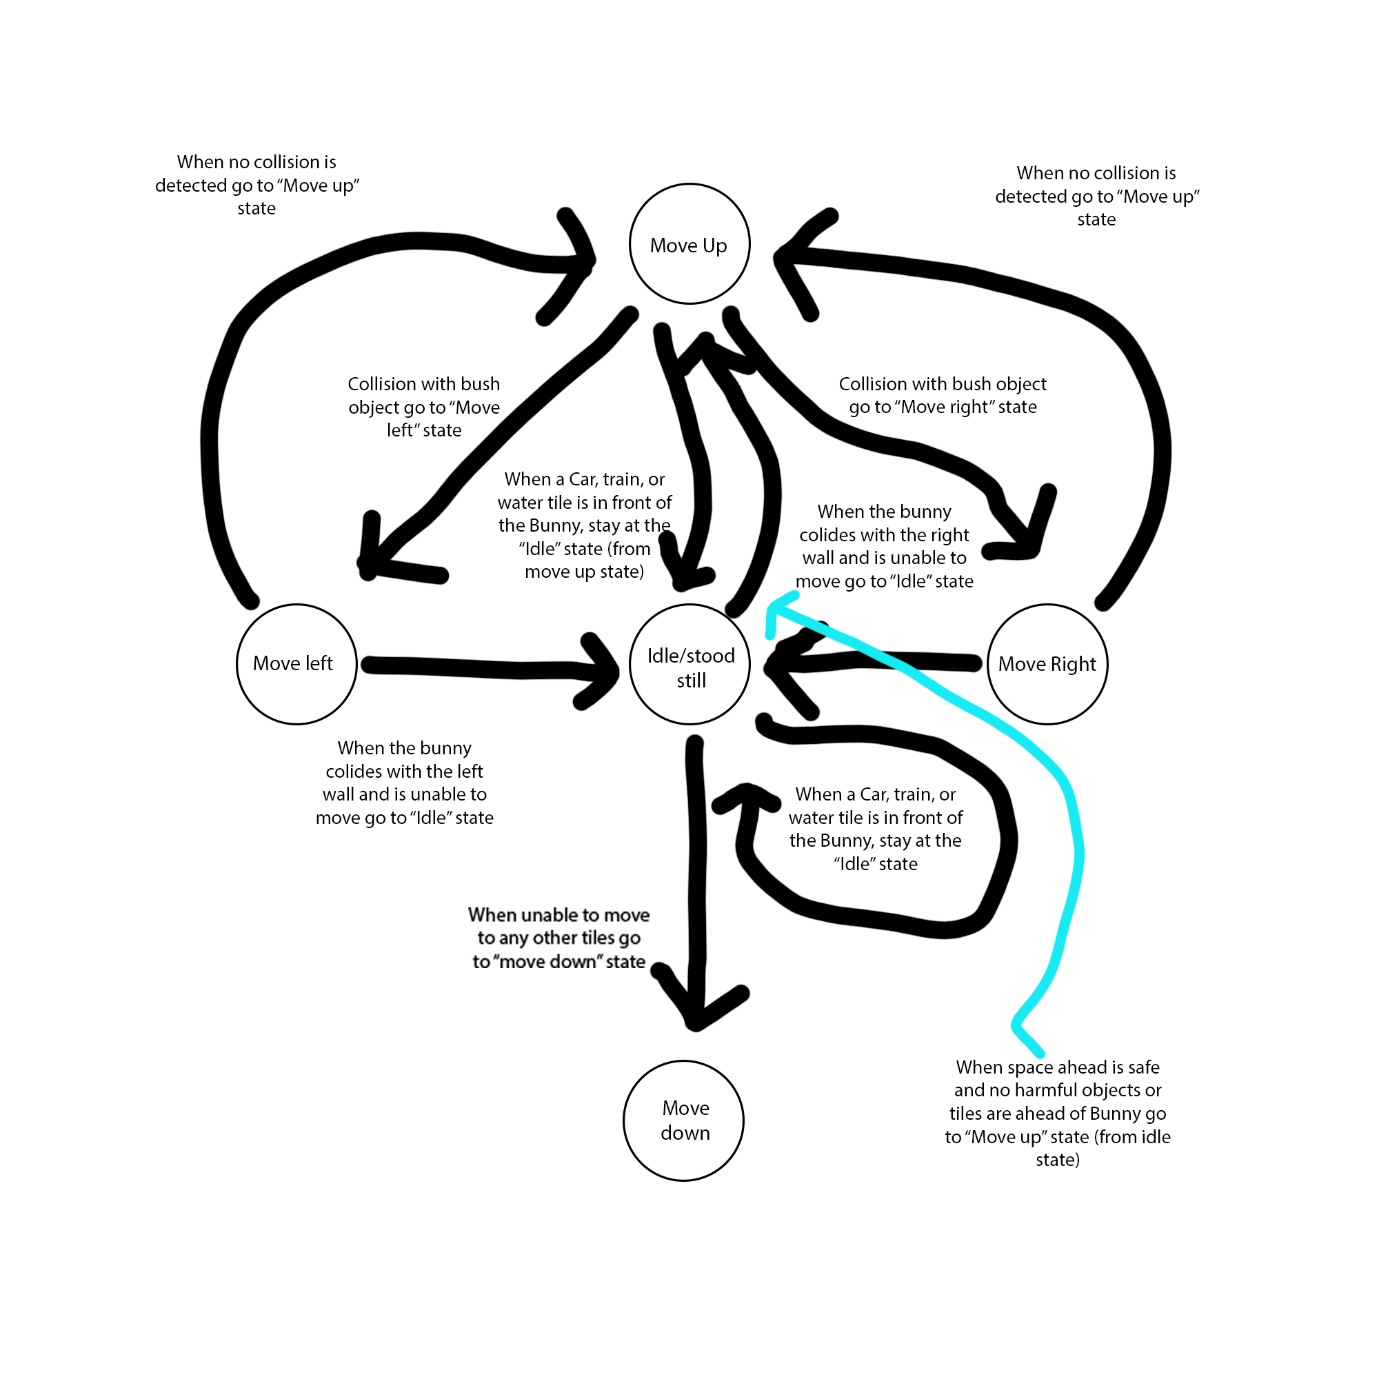 When no collision is
detected go to “Move up”
state
When no collision is
detected go to “Move up”
state
Move Up
Collision with bush
object go to “Move
left” state
Collision with bush object
go to “Move right” state
When a Car, train, or
water tile is in front of
the Bunny, stay at the
“Idle” state (from
move up state)
When the bunny
colides with the right
wall and is unable to
move go to “Idle” state
Move left
Idle/stood
still
Move Right
When the bunny
colides with the left
wall and is unable to
move go to “Idle” state
When a Car, train, or
water tile is in front of
the Bunny, stay at the
“Idle” state
When unable to move
to any other tiles go
to “move down” state
Move
down
When space ahead is safe
and no harmful objects or
tiles are ahead of Bunny go
to “Move up” state (from idle
state)